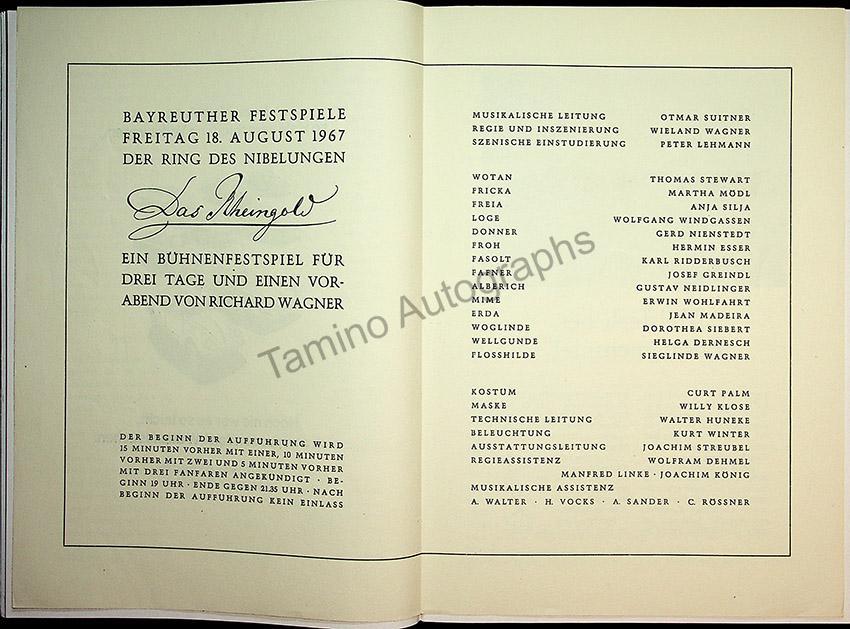 BAYREUTHER FESTSPIELE
FREITAG 18. AUGUST 1967
DER RING DES NIBELUNGEN
Das Rheingold
EIN BÜHNENFESTSPIEL FÜR
DREI TAGE UND EINEN VOR-
ABEND VON RICHARD WAGNER
DER BEGINN DER AUFFÜHRUNG WIRD
15 MINUTEN VORHER MIT EINER, 10 MINUTEN
VORHER MIT ZWEI UND 5 MINUTEN VORHER
MIT DREI FANFAREN ANGEKÜNDIGT · BE-
GINN 19 UHR · ENDE GEGEN 21.35 UHR · NACH
BEGINN DER AUFFÜHRUNG KEIN EINLASS
MUSIKALISCHE LEITUNG OTMAR SUITNER
REGIE UND INSZENIERUNG WIELAND WAGNER
SZENISCHE EINSTUDIERUNG PETER LEHMANN
WOTAN THOMAS STEWART
FRICKA MARTHA MÖDL
FREIA ANJA SILJA
LOGE WOLFGANG WINDGASSEN
DONNER GERD NIENSTEDT
FROH HERMIN ESSER
FASOLT KARL RIDDERBUSCH
FAFNER JOSEF GREINDL
ALBERICH GUSTAV NEIDLINGER
MIME ERWIN WOHLFAHRT
ERDA JEAN MADEIRA
WOGLINDE DOROTHEA SIEBERT
WELLGUNDE HELGA DERNESCH
FLOSSHILDE SIEGLINDE WAGNER
KOSTÜM CURT PALM
MASKE WILLY KLOSE
TECHNISCHE LEITUNG WALTER HUNEKE
BELEUCHTUNG KURT WINTER
AUSSTATTUNGSLEITUNG JOACHIM STREUBEL
REGIEASSISTENZ WOLFRAM DEHMEL
MANFRED LINKE · JOACHIM KÖNIG
MUSIKALISCHE ASSISTENZ
A. WALTER · H. VOCKS · A. SANDER · C. RÖSSNER
Tamino Autographs